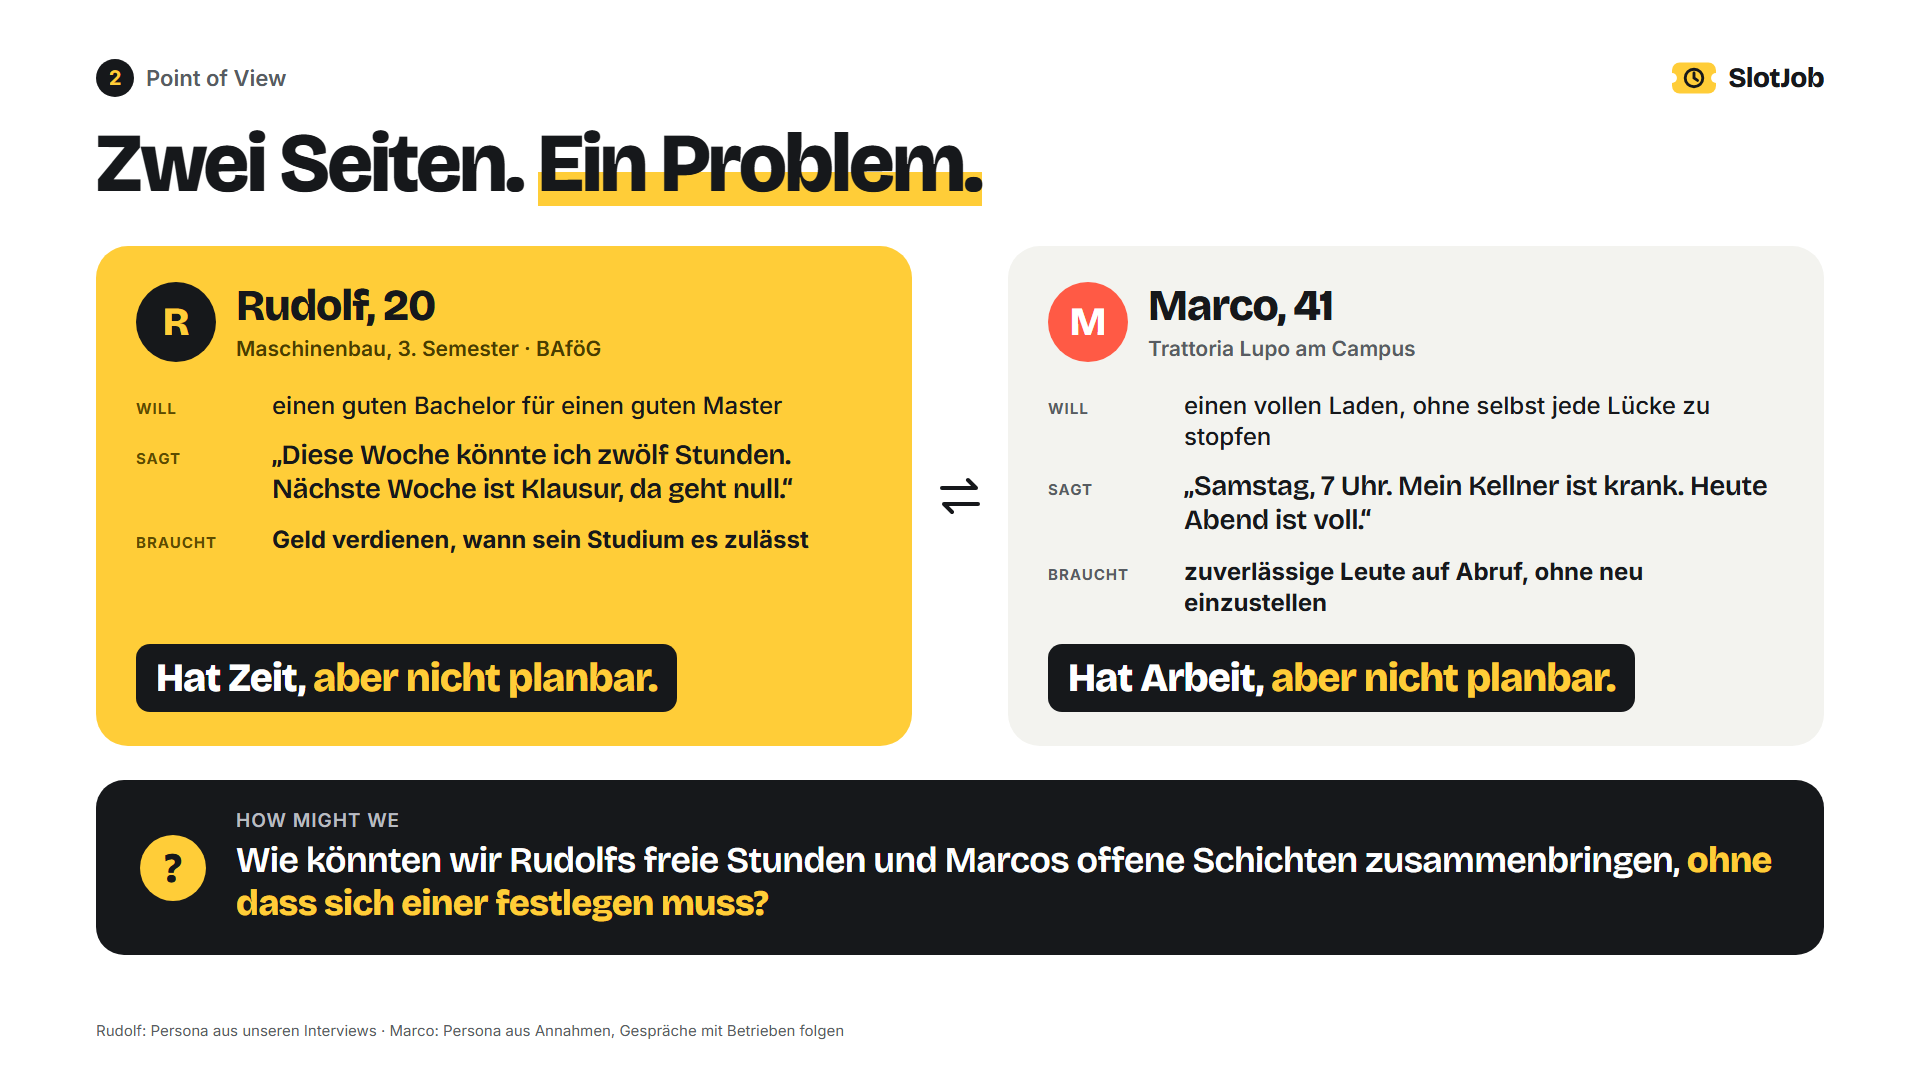 2 Point of View
SlotJob
Zwei Seiten. Ein Problem.
R
Rudolf, 20
Maschinenbau, 3. Semester · BAföG
WILL einen guten Bachelor für einen guten Master
SAGT „Diese Woche könnte ich zwölf Stunden.
Nächste Woche ist Klausur, da geht null.“
BRAUCHT Geld verdienen, wann sein Studium es zulässt
Hat Zeit, aber nicht planbar.
M
Marco, 41
Trattoria Lupo am Campus
WILL einen vollen Laden, ohne selbst jede Lücke zu
stopfen
SAGT „Samstag, 7 Uhr. Mein Kellner ist krank. Heute
Abend ist voll.“
BRAUCHT zuverlässige Leute auf Abruf, ohne neu
einzustellen
Hat Arbeit, aber nicht planbar.
?
HOW MIGHT WE
Wie könnten wir Rudolfs freie Stunden und Marcos offene Schichten zusammenbringen, ohne
dass sich einer festlegen muss?
Rudolf: Persona aus unseren Interviews · Marco: Persona aus Annahmen, Gespräche mit Betrieben folgen